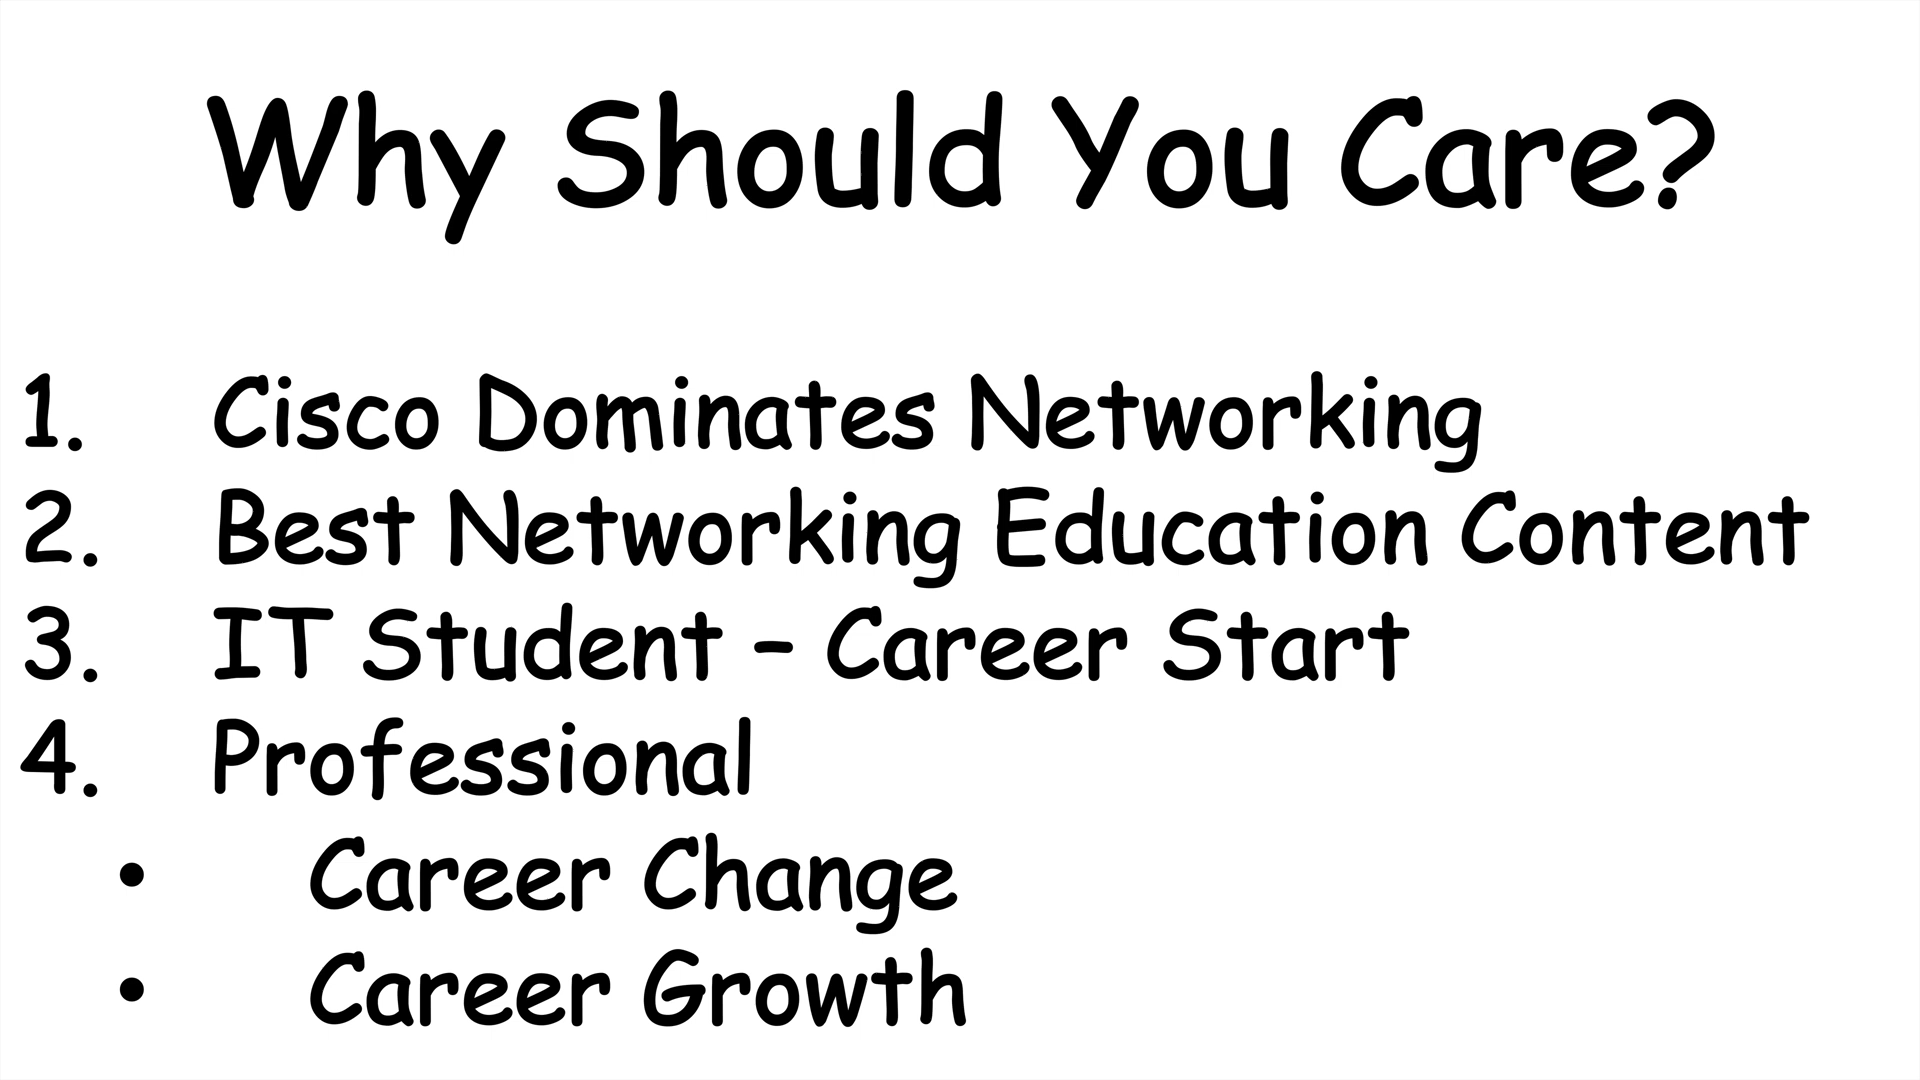 Why Should You Care?
1. Cisco Dominates Networking
2. Best Networking Education Content
3. IT Student – Career Start
4. Professional
• Career Change
• Career Growth